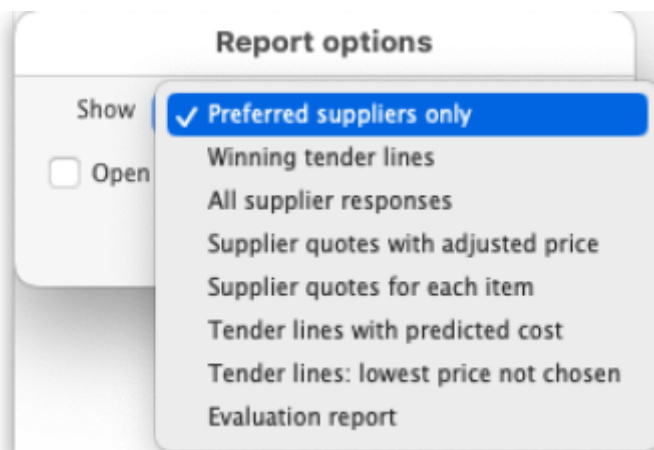 Report options
Show
✓ Preferred suppliers only
Winning tender lines
Open
All supplier responses
Supplier quotes with adjusted price
Supplier quotes for each item
Tender lines with predicted cost
Tender lines: lowest price not chosen
Evaluation report